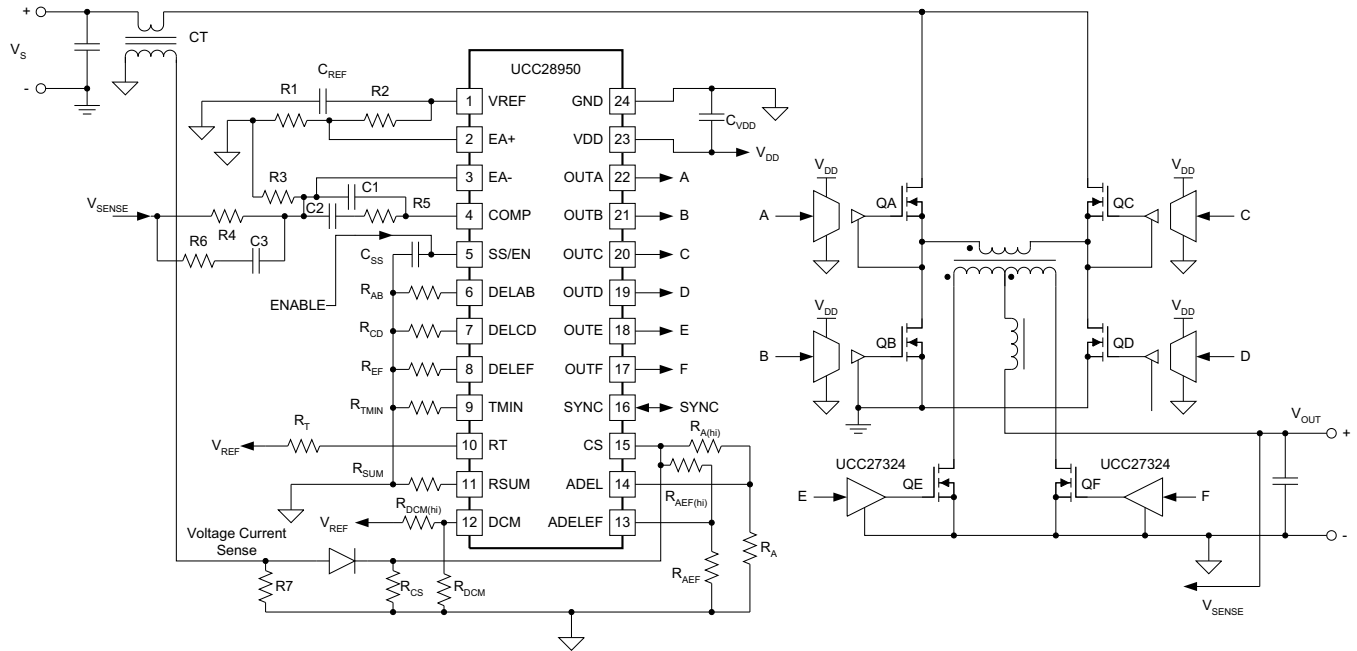 +
V_S
-
CT
UCC28950
C_REF
R1
R2
1 VREF
GND 24
C_VDD
2 EA+
VDD 23
V_DD
3 EA-
OUTA 22 A
R3
C1
4 COMP
OUTB 21 B
V_SENSE
R4
C2
R5
R6
C3
C_SS
5 SS/EN
OUTC 20 C
ENABLE
R_AB
6 DELAB
OUTD 19 D
R_CD
7 DELCD
OUTE 18 E
R_EF
8 DELEF
OUTF 17 F
R_TMIN
9 TMIN
SYNC 16 SYNC
V_REF
R_T
10 RT
CS 15
R_A(hi)
R_SUM
11 RSUM
ADEL 14
R_AEF(hi)
V_REF
R_DCM(hi)
12 DCM
ADELEF 13
Voltage Current
Sense
R7
R_CS
R_DCM
R_AEF
R_A
V_DD
A
QA
QC
V_DD
C
V_DD
B
QB
QD
V_DD
D
V_OUT
+
UCC27324
UCC27324
E
QE
QF
F
-
V_SENSE